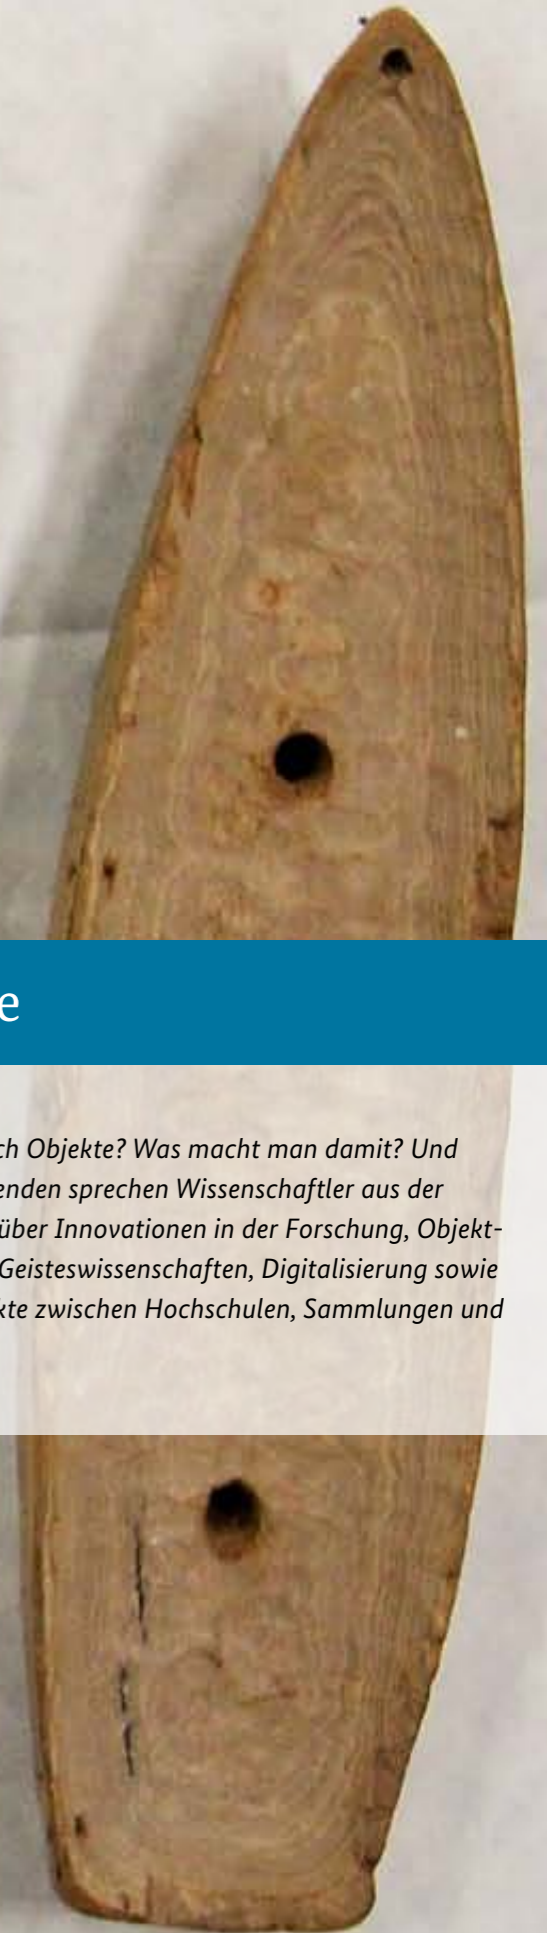 e
ch Objekte? Was macht man damit? Und
enden sprechen Wissenschaftler aus der
über Innovationen in der Forschung, Objekt-
Geisteswissenschaften, Digitalisierung sowie
kte zwischen Hochschulen, Sammlungen und